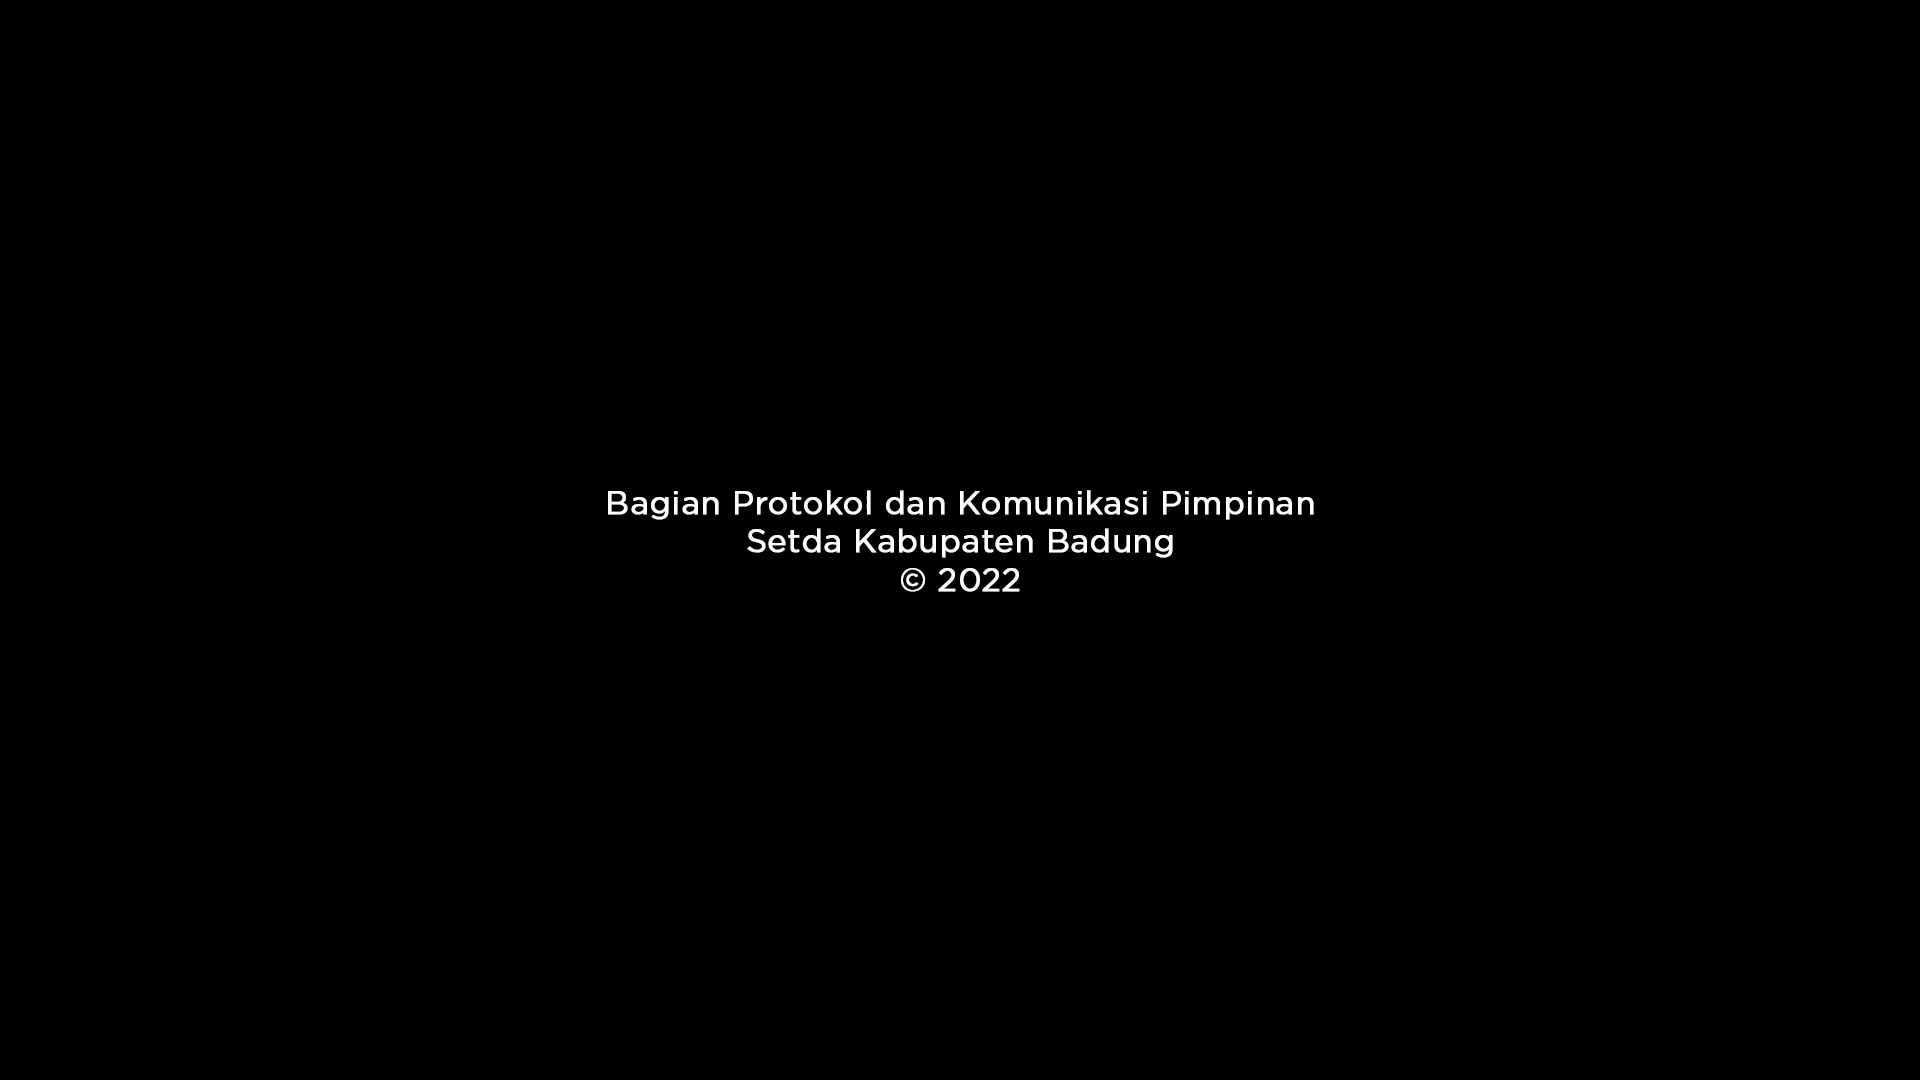 Bagian Protokol dan Komunikasi Pimpinan
Setda Kabupaten Badung
© 2022